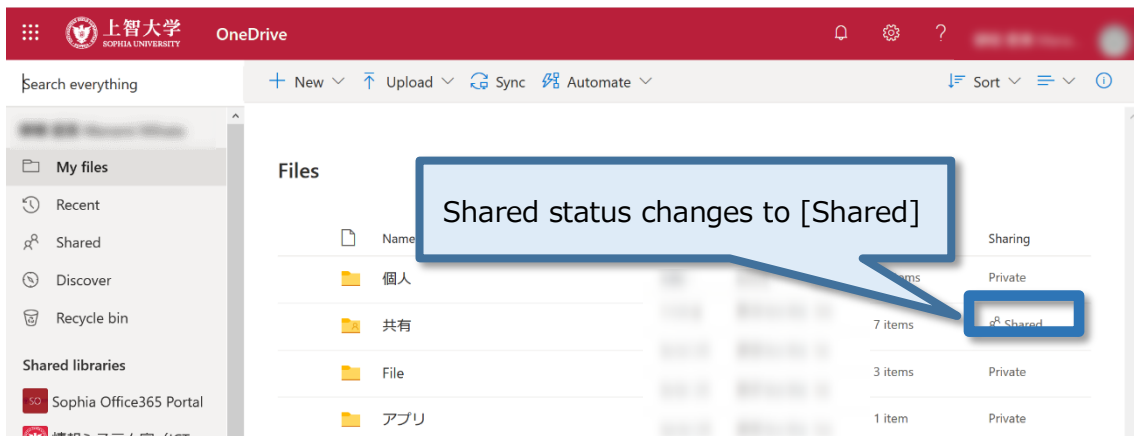 上智大学
SOPHIA UNIVERSITY
OneDrive
?
Search everything
New
Upload
Sync
Automate
Sort
My files
Recent
Shared
Discover
Recycle bin
Shared libraries
Sophia Office365 Portal
Files
Shared status changes to [Shared]
Name
Sharing
個人
Private
共有
7 items
Shared
File
3 items
Private
アプリ
1 item
Private